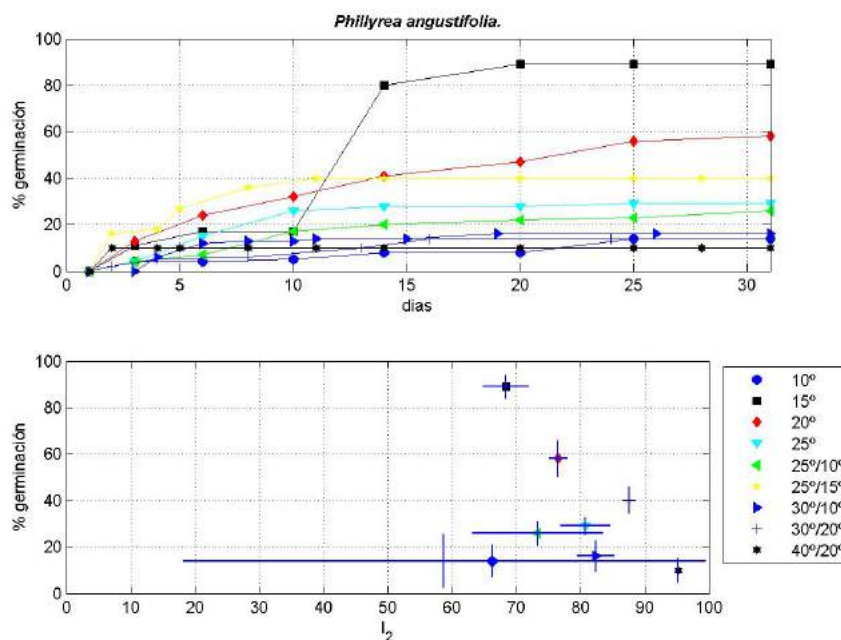 Phillyrea angustifolia.
100
80
60
40
20
0
% germinación
0 5 10 15 20 25 30
dias
100
80
60
40
20
0
% germinación
0 10 20 30 40 50 60 70 80 90 100
I2
10º
15º
20º
25º
25º/10º
25º/15º
30º/10º
30º/20º
40º/20º